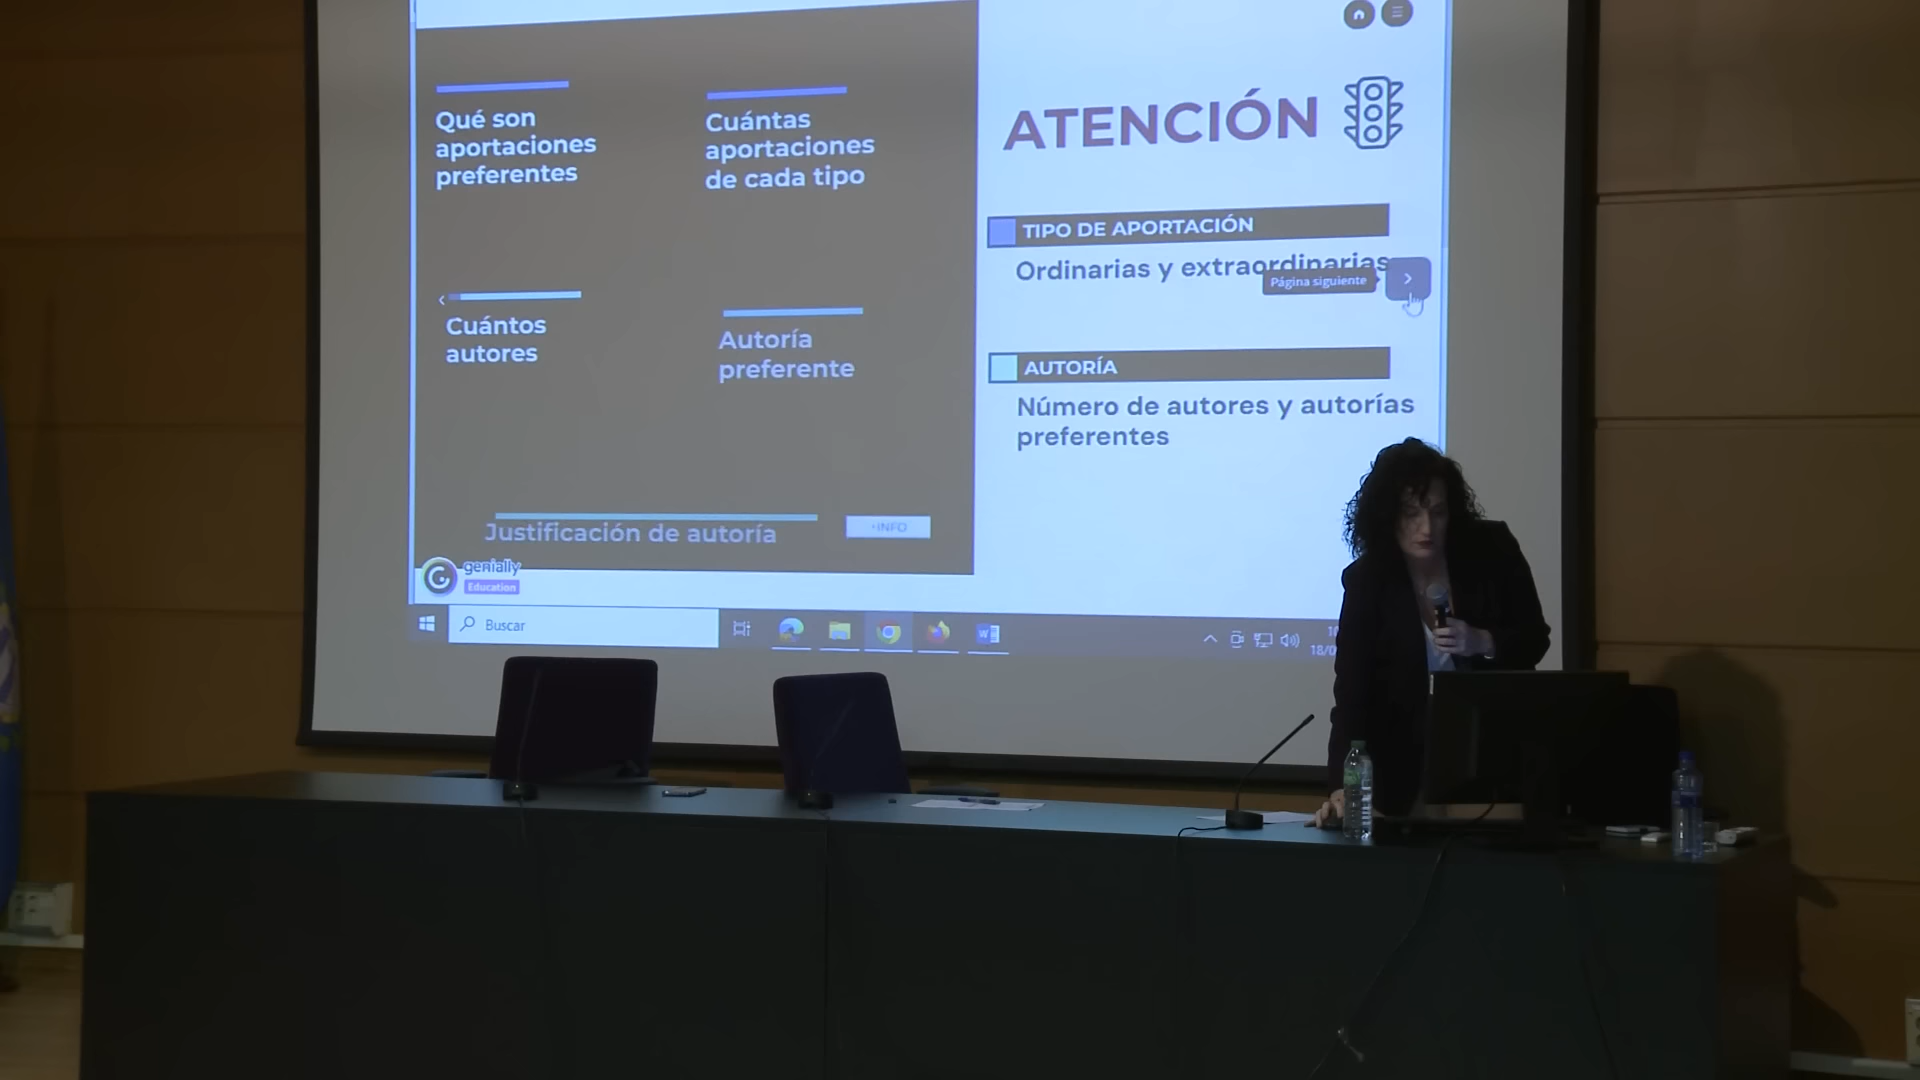 Qué son
aportaciones
preferentes
Cuántas
aportaciones
de cada tipo
Cuántos
autores
Autoría
preferente
Justificación de autoría
+INFO
genially
Education
ATENCIÓN
TIPO DE APORTACIÓN
Ordinarias y extraordinarias
Página siguiente
AUTORÍA
Número de autores y autorías
preferentes
Buscar